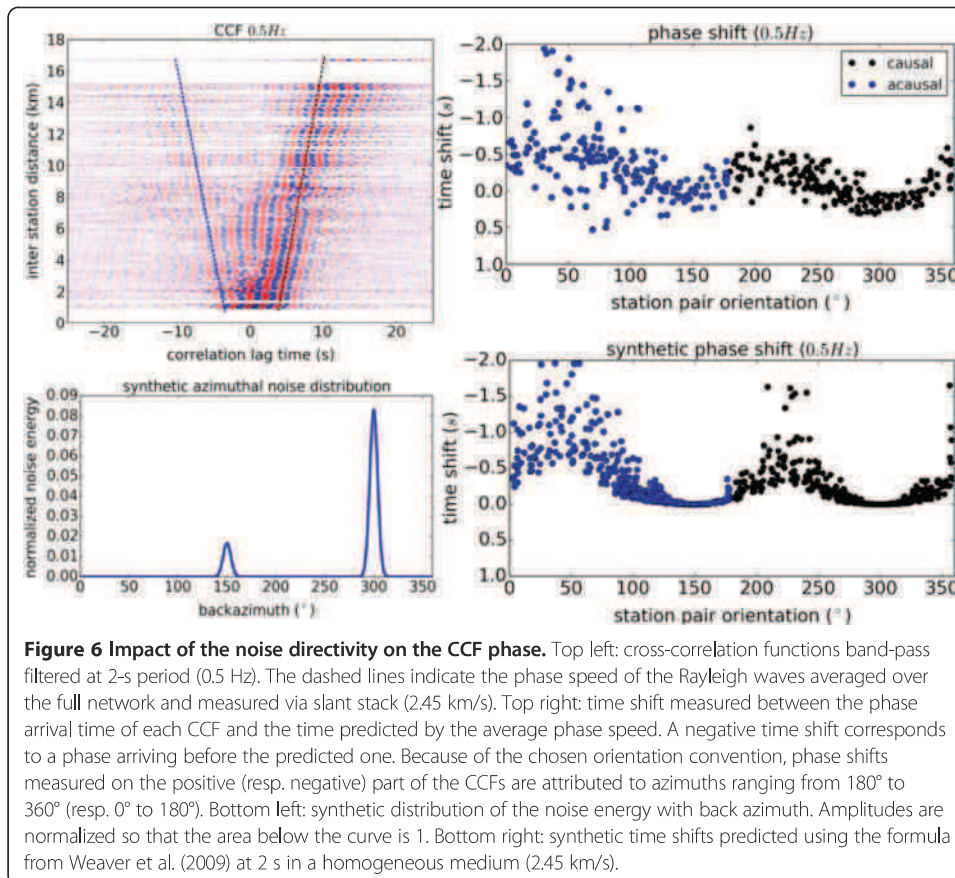 CCF 0.5Hz
inter station distance (km)
18
16
14
12
10
8
6
4
2
0
−20 −10 0 10 20
correlation lag time (s)
phase shift (0.5Hz)
causal
acausal
time shift (s)
−2.0
−1.5
−1.0
−0.5
0.0
0.5
1.0
0 50 100 150 200 250 300 350
station pair orientation (°)
synthetic azimuthal noise distribution
normalized noise energy
0.09
0.08
0.07
0.06
0.05
0.04
0.03
0.02
0.01
0.00
0 50 100 150 200 250 300 350
backazimuth (°)
synthetic phase shift (0.5Hz)
time shift (s)
−2.0
−1.5
−1.0
−0.5
0.0
0.5
1.0
0 50 100 150 200 250 300 350
station pair orientation (°)
Figure 6 Impact of the noise directivity on the CCF phase. Top left: cross-correlation functions band-pass
filtered at 2-s period (0.5 Hz). The dashed lines indicate the phase speed of the Rayleigh waves averaged over
the full network and measured via slant stack (2.45 km/s). Top right: time shift measured between the phase
arrival time of each CCF and the time predicted by the average phase speed. A negative time shift corresponds
to a phase arriving before the predicted one. Because of the chosen orientation convention, phase shifts
measured on the positive (resp. negative) part of the CCFs are attributed to azimuths ranging from 180° to
360° (resp. 0° to 180°). Bottom left: synthetic distribution of the noise energy with back azimuth. Amplitudes are
normalized so that the area below the curve is 1. Bottom right: synthetic time shifts predicted using the formula
from Weaver et al. (2009) at 2 s in a homogeneous medium (2.45 km/s).